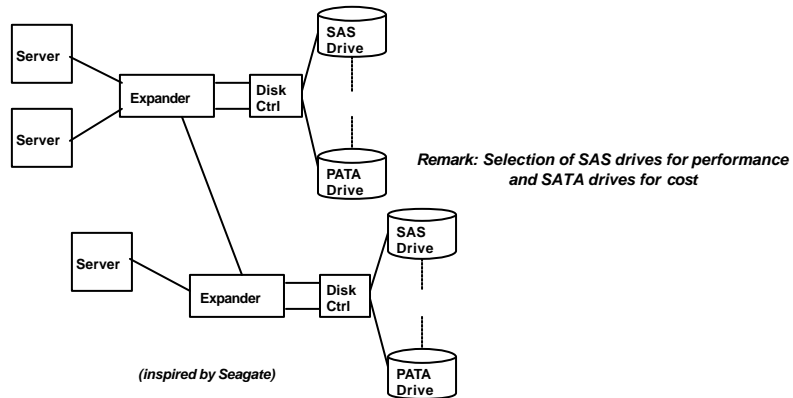 SAS
Drive
Server
Expander
Disk
Ctrl
Server
PATA
Drive
Remark: Selection of SAS drives for performance
and SATA drives for cost
SAS
Drive
Server
Expander
Disk
Ctrl
PATA
Drive
(inspired by Seagate)